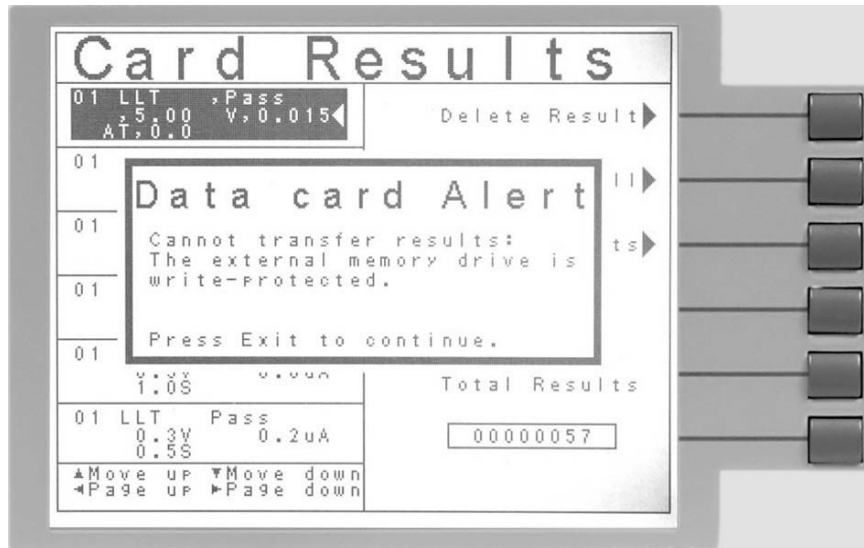 Card Results
01 LLT ,Pass
,5.00 V,0.015◀
AT,0.0
Delete Result▶
01
ll▶
01
ts▶
01
01
Data card Alert
Cannot transfer results:
The external memory drive is
write-protected.
Press Exit to continue.
1.0S
Total Results
01 LLT Pass
0.3V 0.2uA
0.5S
00000057
▲Move up ▼Move down
◀Page up ▶Page down